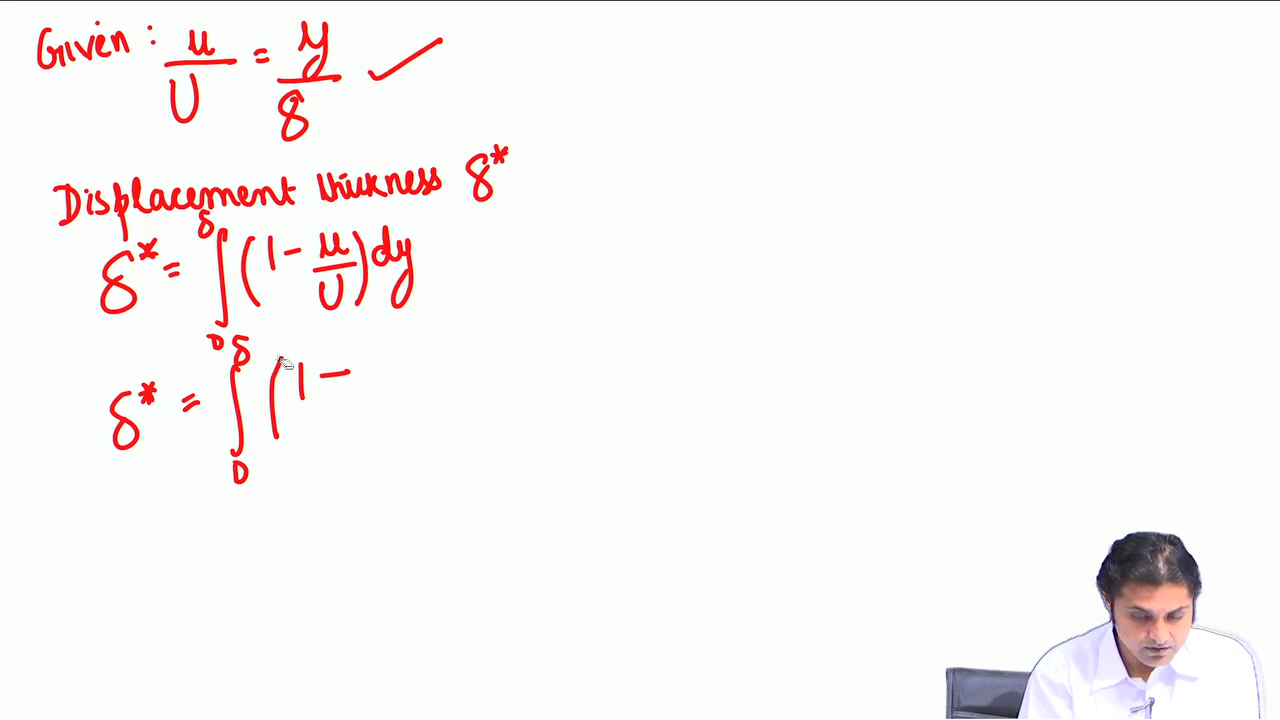 Given: u/U = y/δ ✓
Displacement thickness δ*
δ* = ∫₀^δ (1 - u/U) dy
δ* = ∫₀^δ (1 -